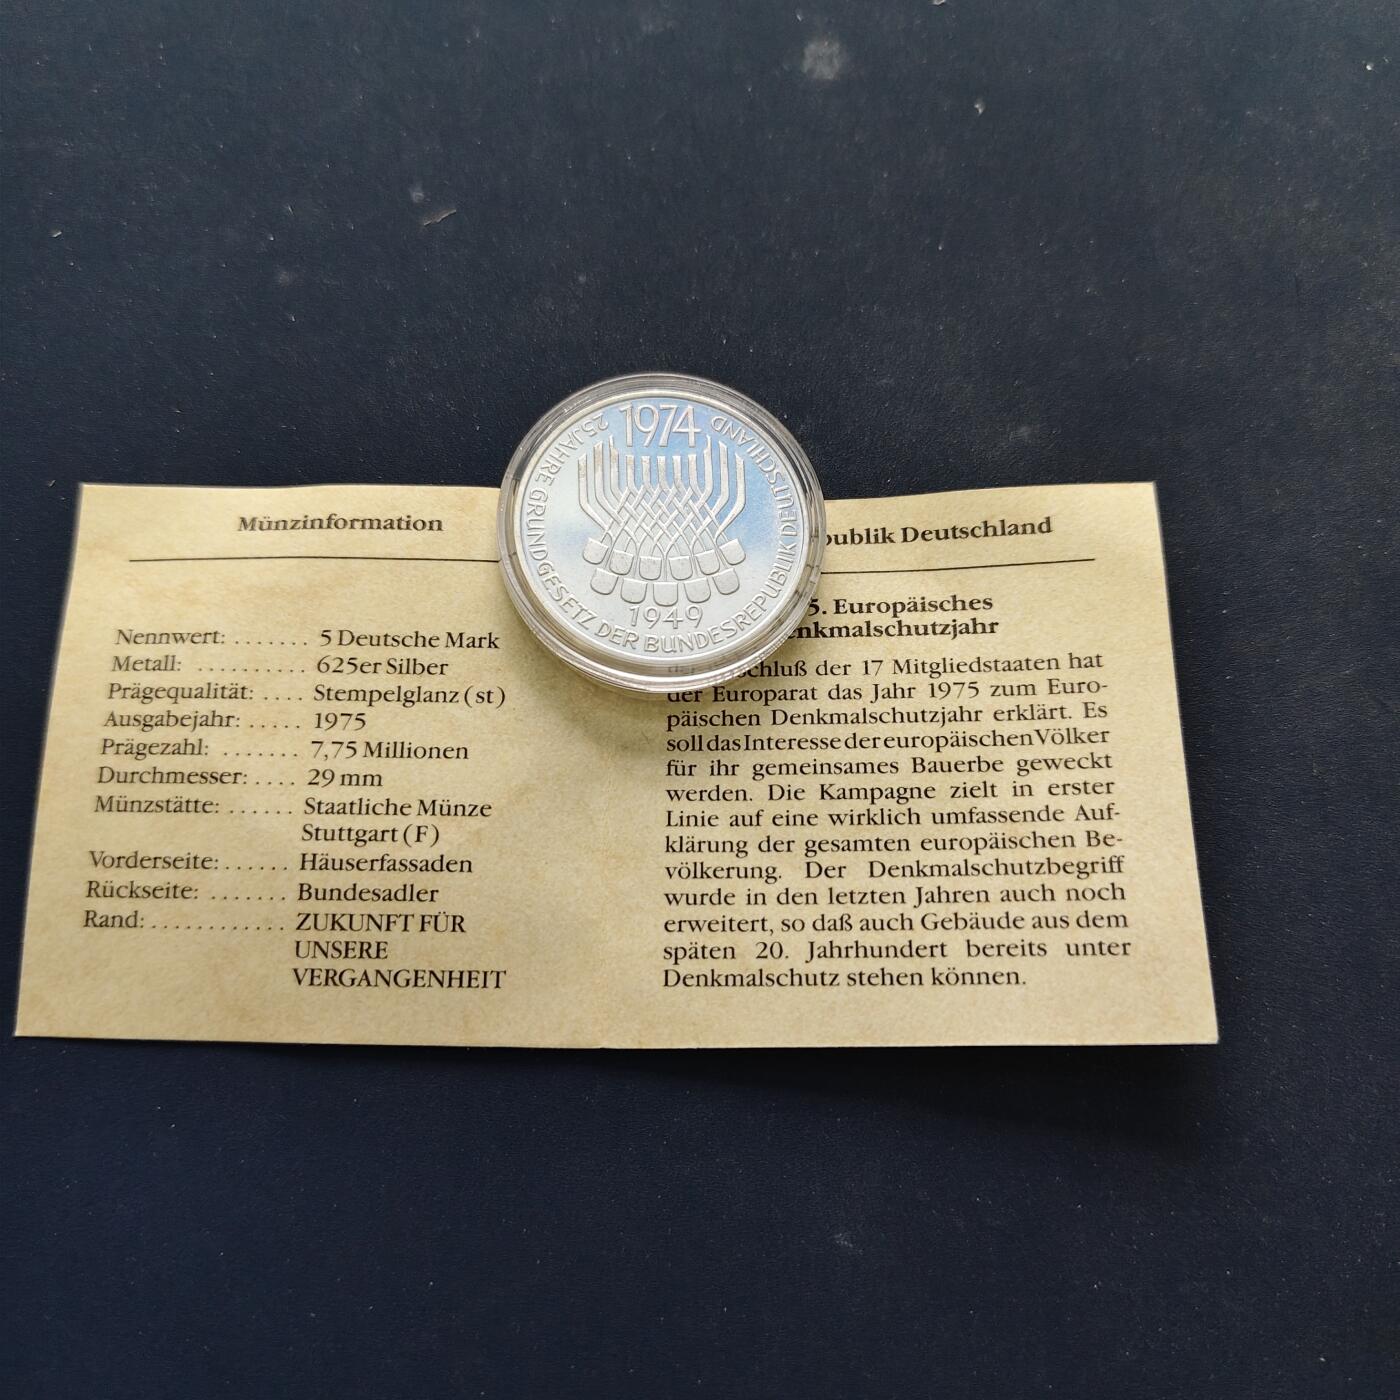 1974
25 JAHRE GRUNDGESETZ DER BUNDESREPUBLIK DEUTSCHLAND
1949
Münzinformation
Nennwert: ....... 5 Deutsche Mark
Metall: .......... 625er Silber
Prägequalität: .... Stempelglanz (st)
Ausgabejahr: ..... 1975
Prägezahl: ....... 7,75 Millionen
Durchmesser: .... 29 mm
Münzstätte: ...... Staatliche Münze
Stuttgart (F)
Vorderseite: ...... Häuserfassaden
Rückseite: ....... Bundesadler
Rand: ............ ZUKUNFT FÜR
UNSERE
VERGANGENHEIT
publik Deutschland
5. Europäisches
enkmalschutzjahr
schluß der 17 Mitgliedstaaten hat
der Europarat das Jahr 1975 zum Euro-
päischen Denkmalschutzjahr erklärt. Es
soll das Interesse der europäischen Völker
für ihr gemeinsames Bauerbe geweckt
werden. Die Kampagne zielt in erster
Linie auf eine wirklich umfassende Auf-
klärung der gesamten europäischen Be-
völkerung. Der Denkmalschutzbegriff
wurde in den letzten Jahren auch noch
erweitert, so daß auch Gebäude aus dem
späten 20. Jahrhundert bereits unter
Denkmalschutz stehen können.